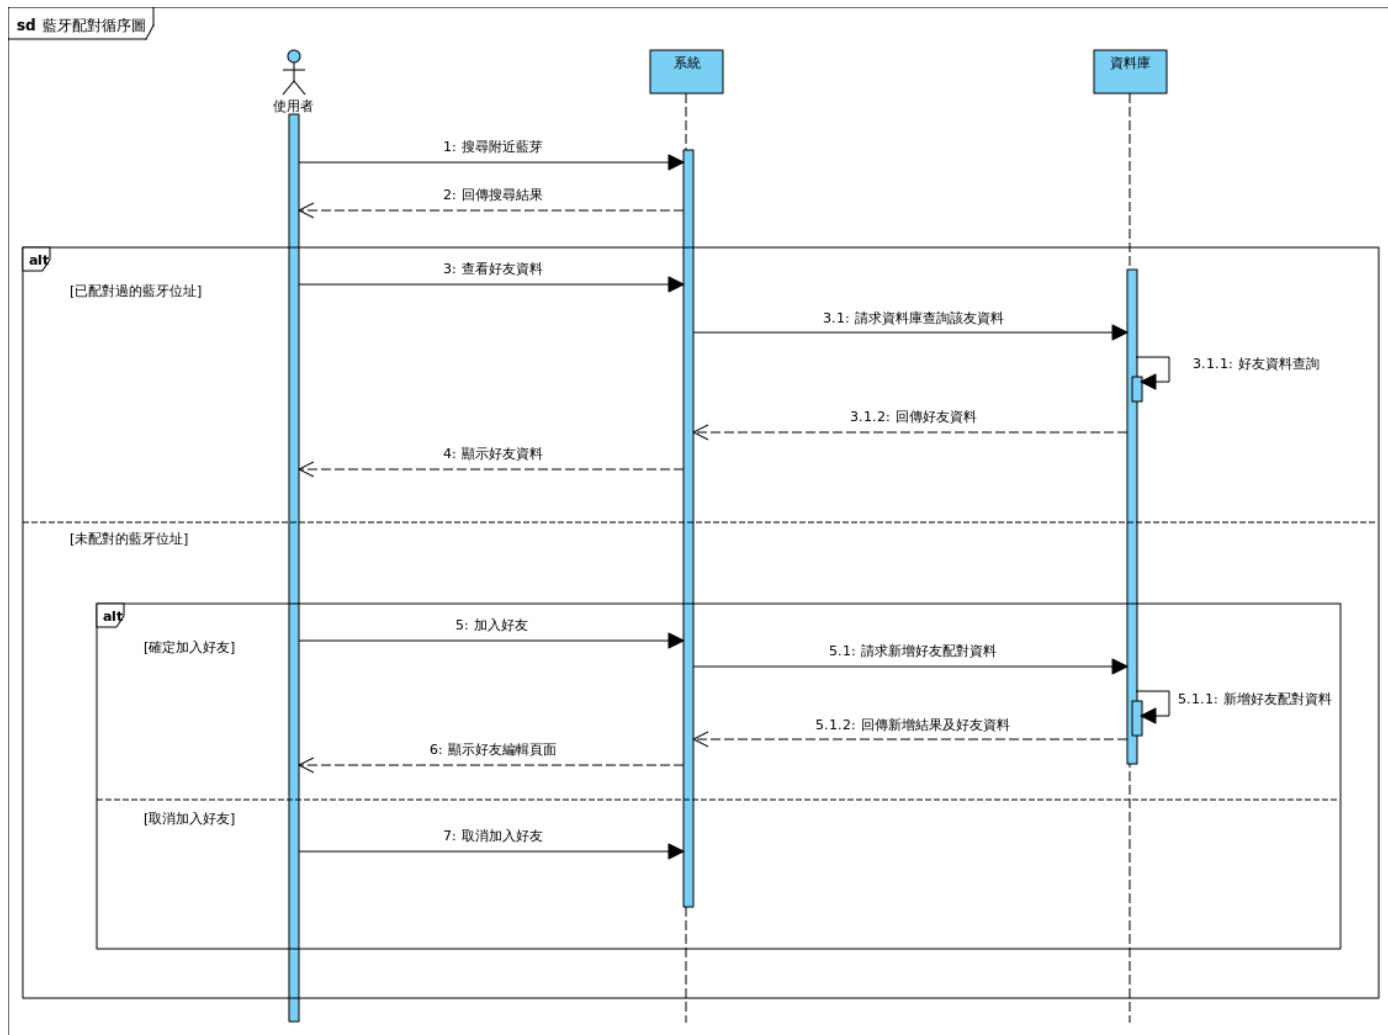 sd 藍牙配對循序圖
使用者
系統
資料庫
1: 搜尋附近藍芽
2: 回傳搜尋結果
alt
[已配對過的藍牙位址]
3: 查看好友資料
3.1: 請求資料庫查詢該友資料
3.1.1: 好友資料查詢
3.1.2: 回傳好友資料
4: 顯示好友資料
[未配對的藍牙位址]
alt
[確定加入好友]
5: 加入好友
5.1: 請求新增好友配對資料
5.1.1: 新增好友配對資料
5.1.2: 回傳新增結果及好友資料
6: 顯示好友編輯頁面
[取消加入好友]
7: 取消加入好友